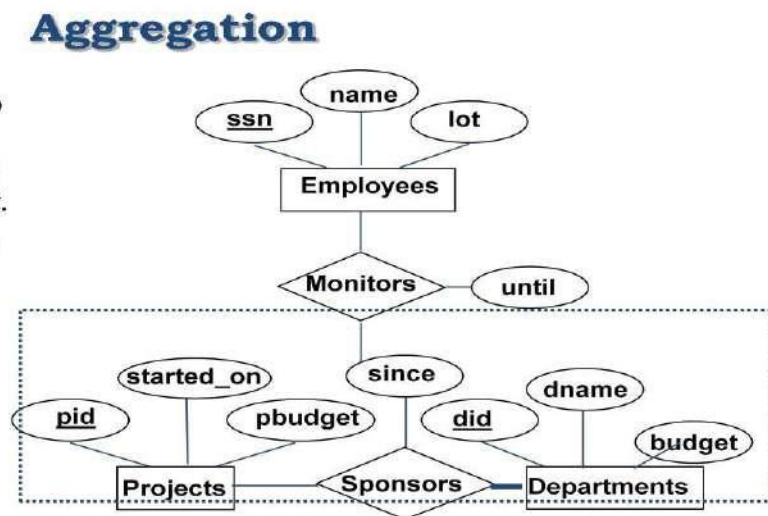 Aggregation
name
ssn
lot
Employees
Monitors
until
started_on
since
dname
pid
pbudget
did
budget
Projects
Sponsors
Departments